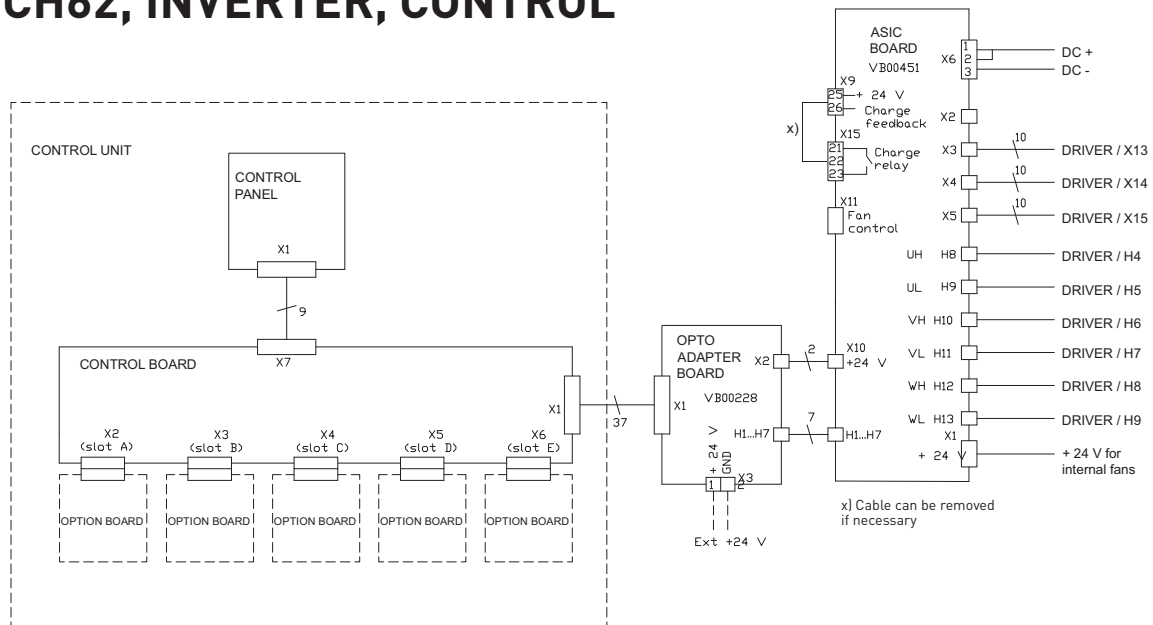 CH62, INVERTER, CONTROL
CONTROL UNIT
CONTROL
PANEL
X1
9
X7
CONTROL BOARD
X1
37
X2
(slot A)
X3
(slot B)
X4
(slot C)
X5
(slot D)
X6
(slot E)
OPTION BOARD
OPTION BOARD
OPTION BOARD
OPTION BOARD
OPTION BOARD
OPTO
ADAPTER
BOARD
VB00228
X1
X2
2
H1...H7
7
+ 24 V
GND
X3
1
2
Ext +24 V
ASIC
BOARD
VB00451
X6
1
2
3
DC +
DC -
X9
25
+ 24 V
26
Charge
feedback
x)
X15
21
22
23
Charge
relay
X11
Fan
control
X10
+24 V
H1...H7
X2
X3
10
DRIVER / X13
X4
10
DRIVER / X14
X5
10
DRIVER / X15
UH H8
DRIVER / H4
UL H9
DRIVER / H5
VH H10
DRIVER / H6
VL H11
DRIVER / H7
WH H12
DRIVER / H8
WL H13
DRIVER / H9
X1
+ 24 V
+ 24 V for
internal fans
x) Cable can be removed
if necessary